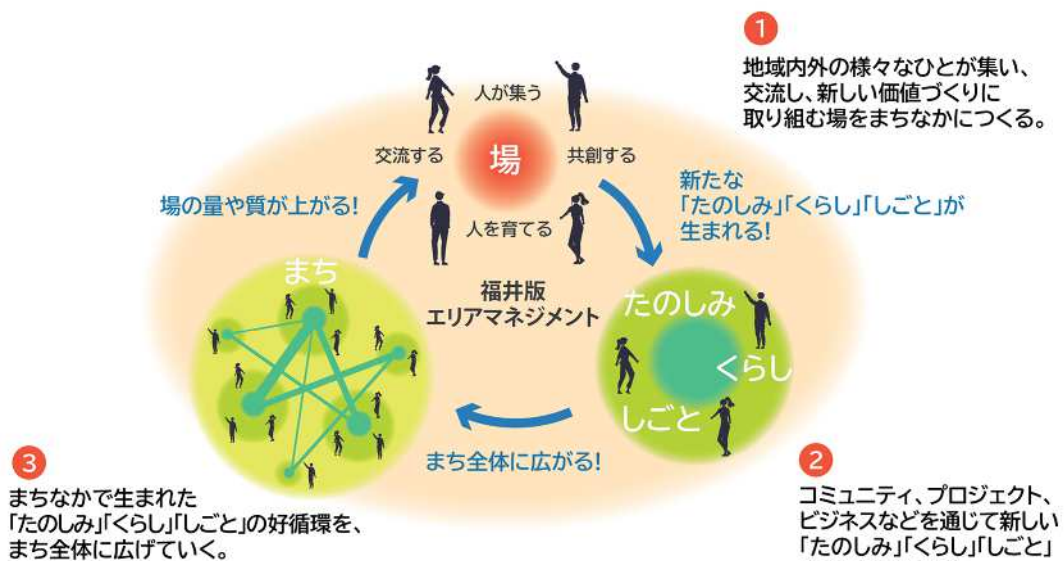 1
地域内外の様々なひとが集い、
交流し、新しい価値づくりに
取り組む場をまちなかにつくる。
人が集う
交流する
場
共創する
人を育てる
場の量や質が上がる!
新たな
「たのしみ」「くらし」「しごと」が
生まれる!
まち
福井版
エリアマネジメント
たのしみ
くらし
しごと
まち全体に広がる!
3
まちなかで生まれた
「たのしみ」「くらし」「しごと」の好循環を、
まち全体に広げていく。
2
コミュニティ、プロジェクト、
ビジネスなどを通じて新しい
「たのしみ」「くらし」「しごと」